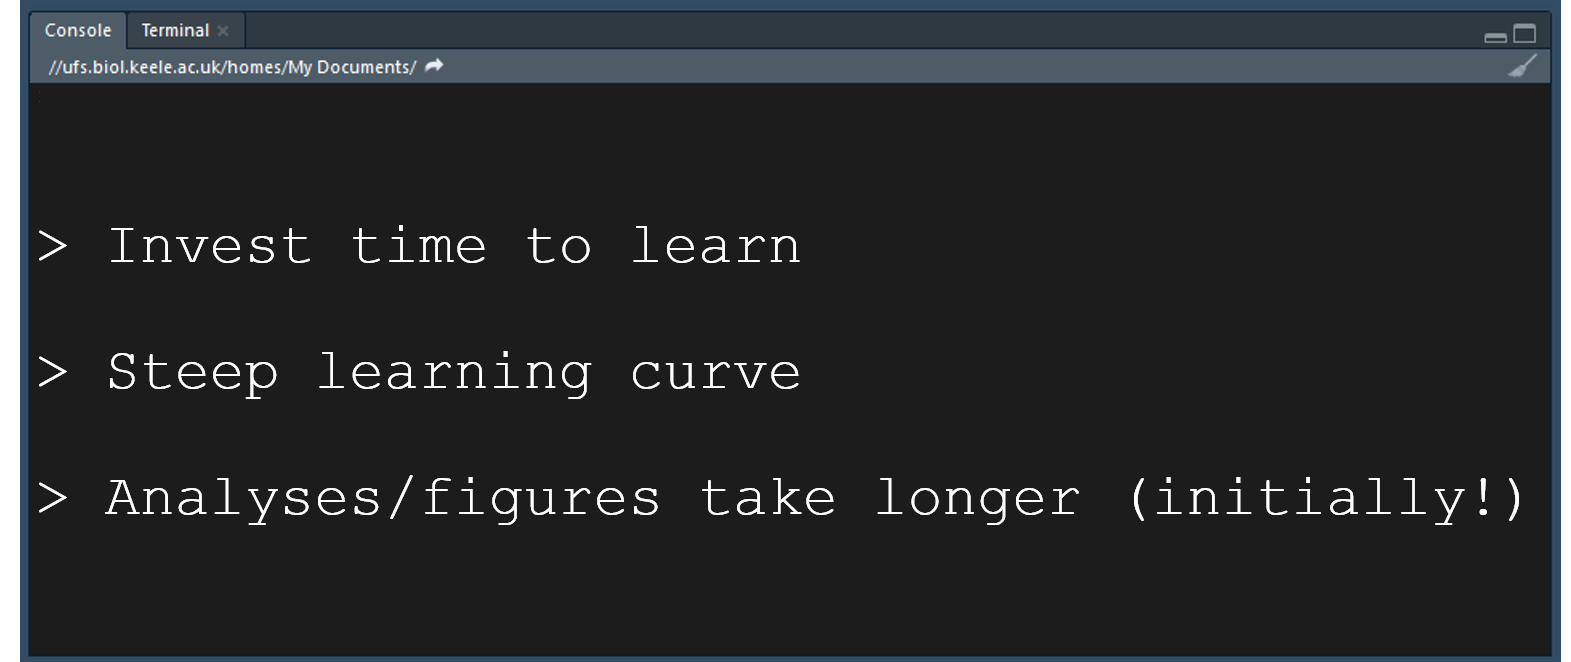 Console Terminal ×
//ufs.biol.keele.ac.uk/homes/My Documents/
> Invest time to learn
> Steep learning curve
> Analyses/figures take longer (initially!)